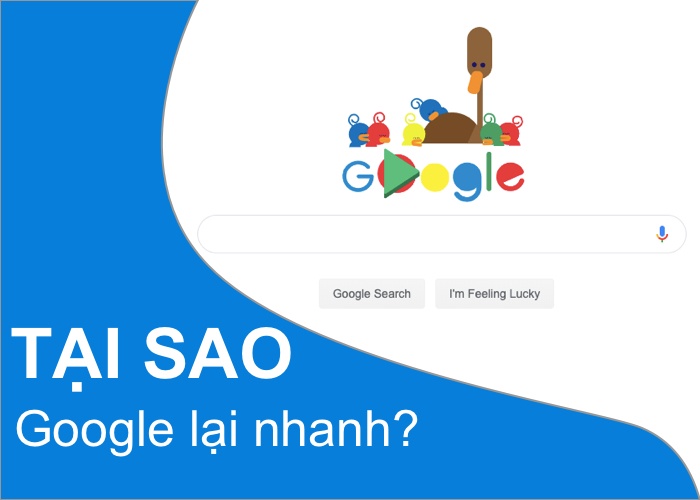 Google
Google Search
I'm Feeling Lucky
TẠI SAO
Google lại nhanh?